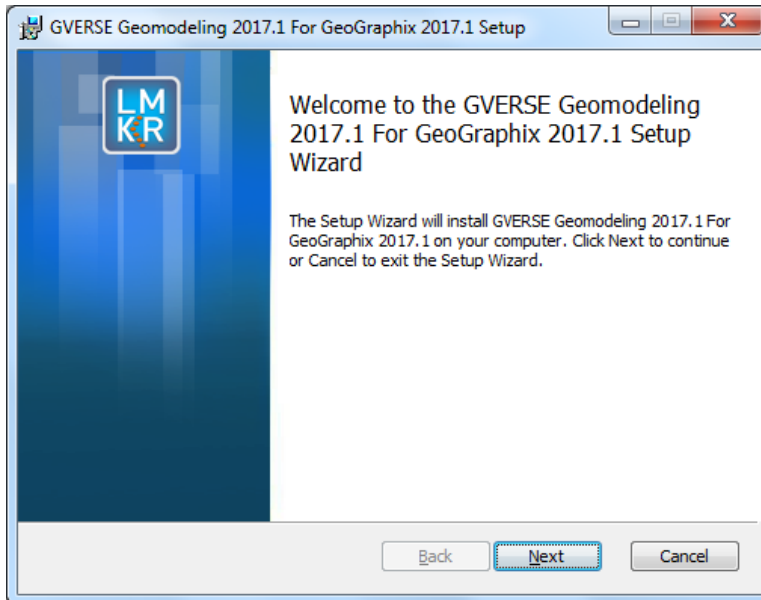 GVERSE Geomodeling 2017.1 For GeoGraphix 2017.1 Setup
LM
KR
Welcome to the GVERSE Geomodeling
2017.1 For GeoGraphix 2017.1 Setup
Wizard
The Setup Wizard will install GVERSE Geomodeling 2017.1 For
GeoGraphix 2017.1 on your computer. Click Next to continue
or Cancel to exit the Setup Wizard.
Back Next Cancel